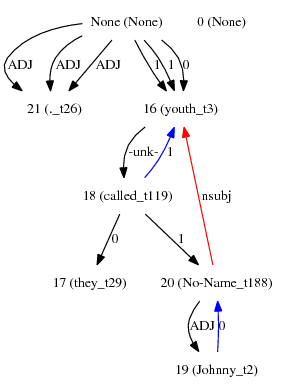 None (None) 0 (None)
ADJ ADJ ADJ 1 1 0
21 (._t26) 16 (youth_t3)
-unk- 1 nsubj
18 (called_t119)
0 1
17 (they_t29) 20 (No-Name_t188)
ADJ 0
19 (Johnny_t2)